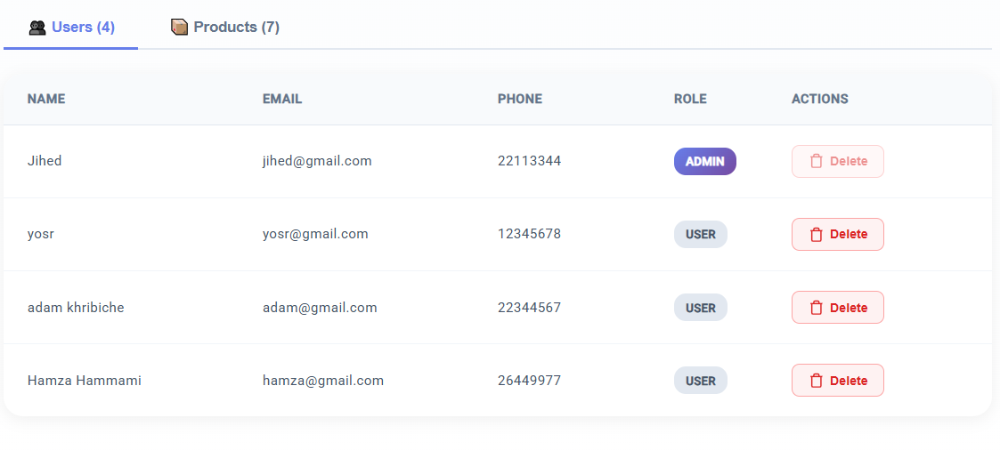 Users (4) Products (7)
NAME EMAIL PHONE ROLE ACTIONS
Jihed jihed@gmail.com 22113344 ADMIN Delete
yosr yosr@gmail.com 12345678 USER Delete
adam khribiche adam@gmail.com 22344567 USER Delete
Hamza Hammami hamza@gmail.com 26449977 USER Delete